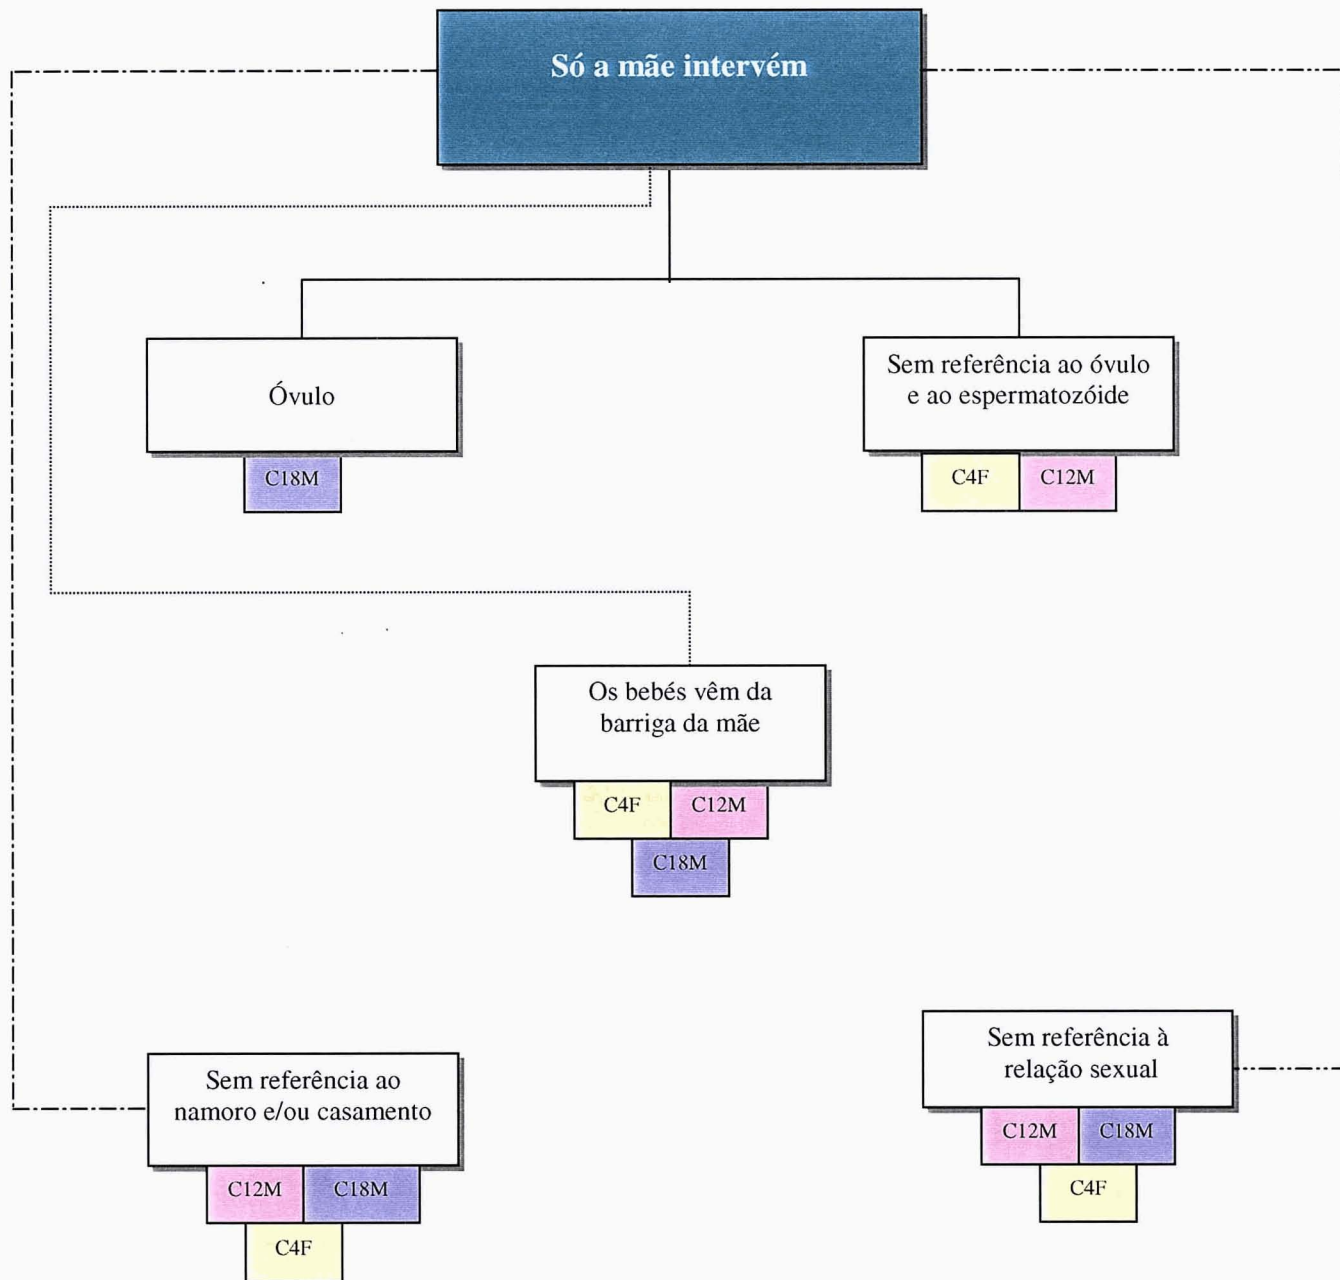 Só a mãe intervém
Óvulo
C18M
Sem referência ao óvulo
e ao espermatozóide
C4F
C12M
Os bebés vêm da
barriga da mãe
C4F
C12M
C18M
Sem referência ao
namoro e/ou casamento
C12M
C18M
C4F
Sem referência à
relação sexual
C12M
C18M
C4F